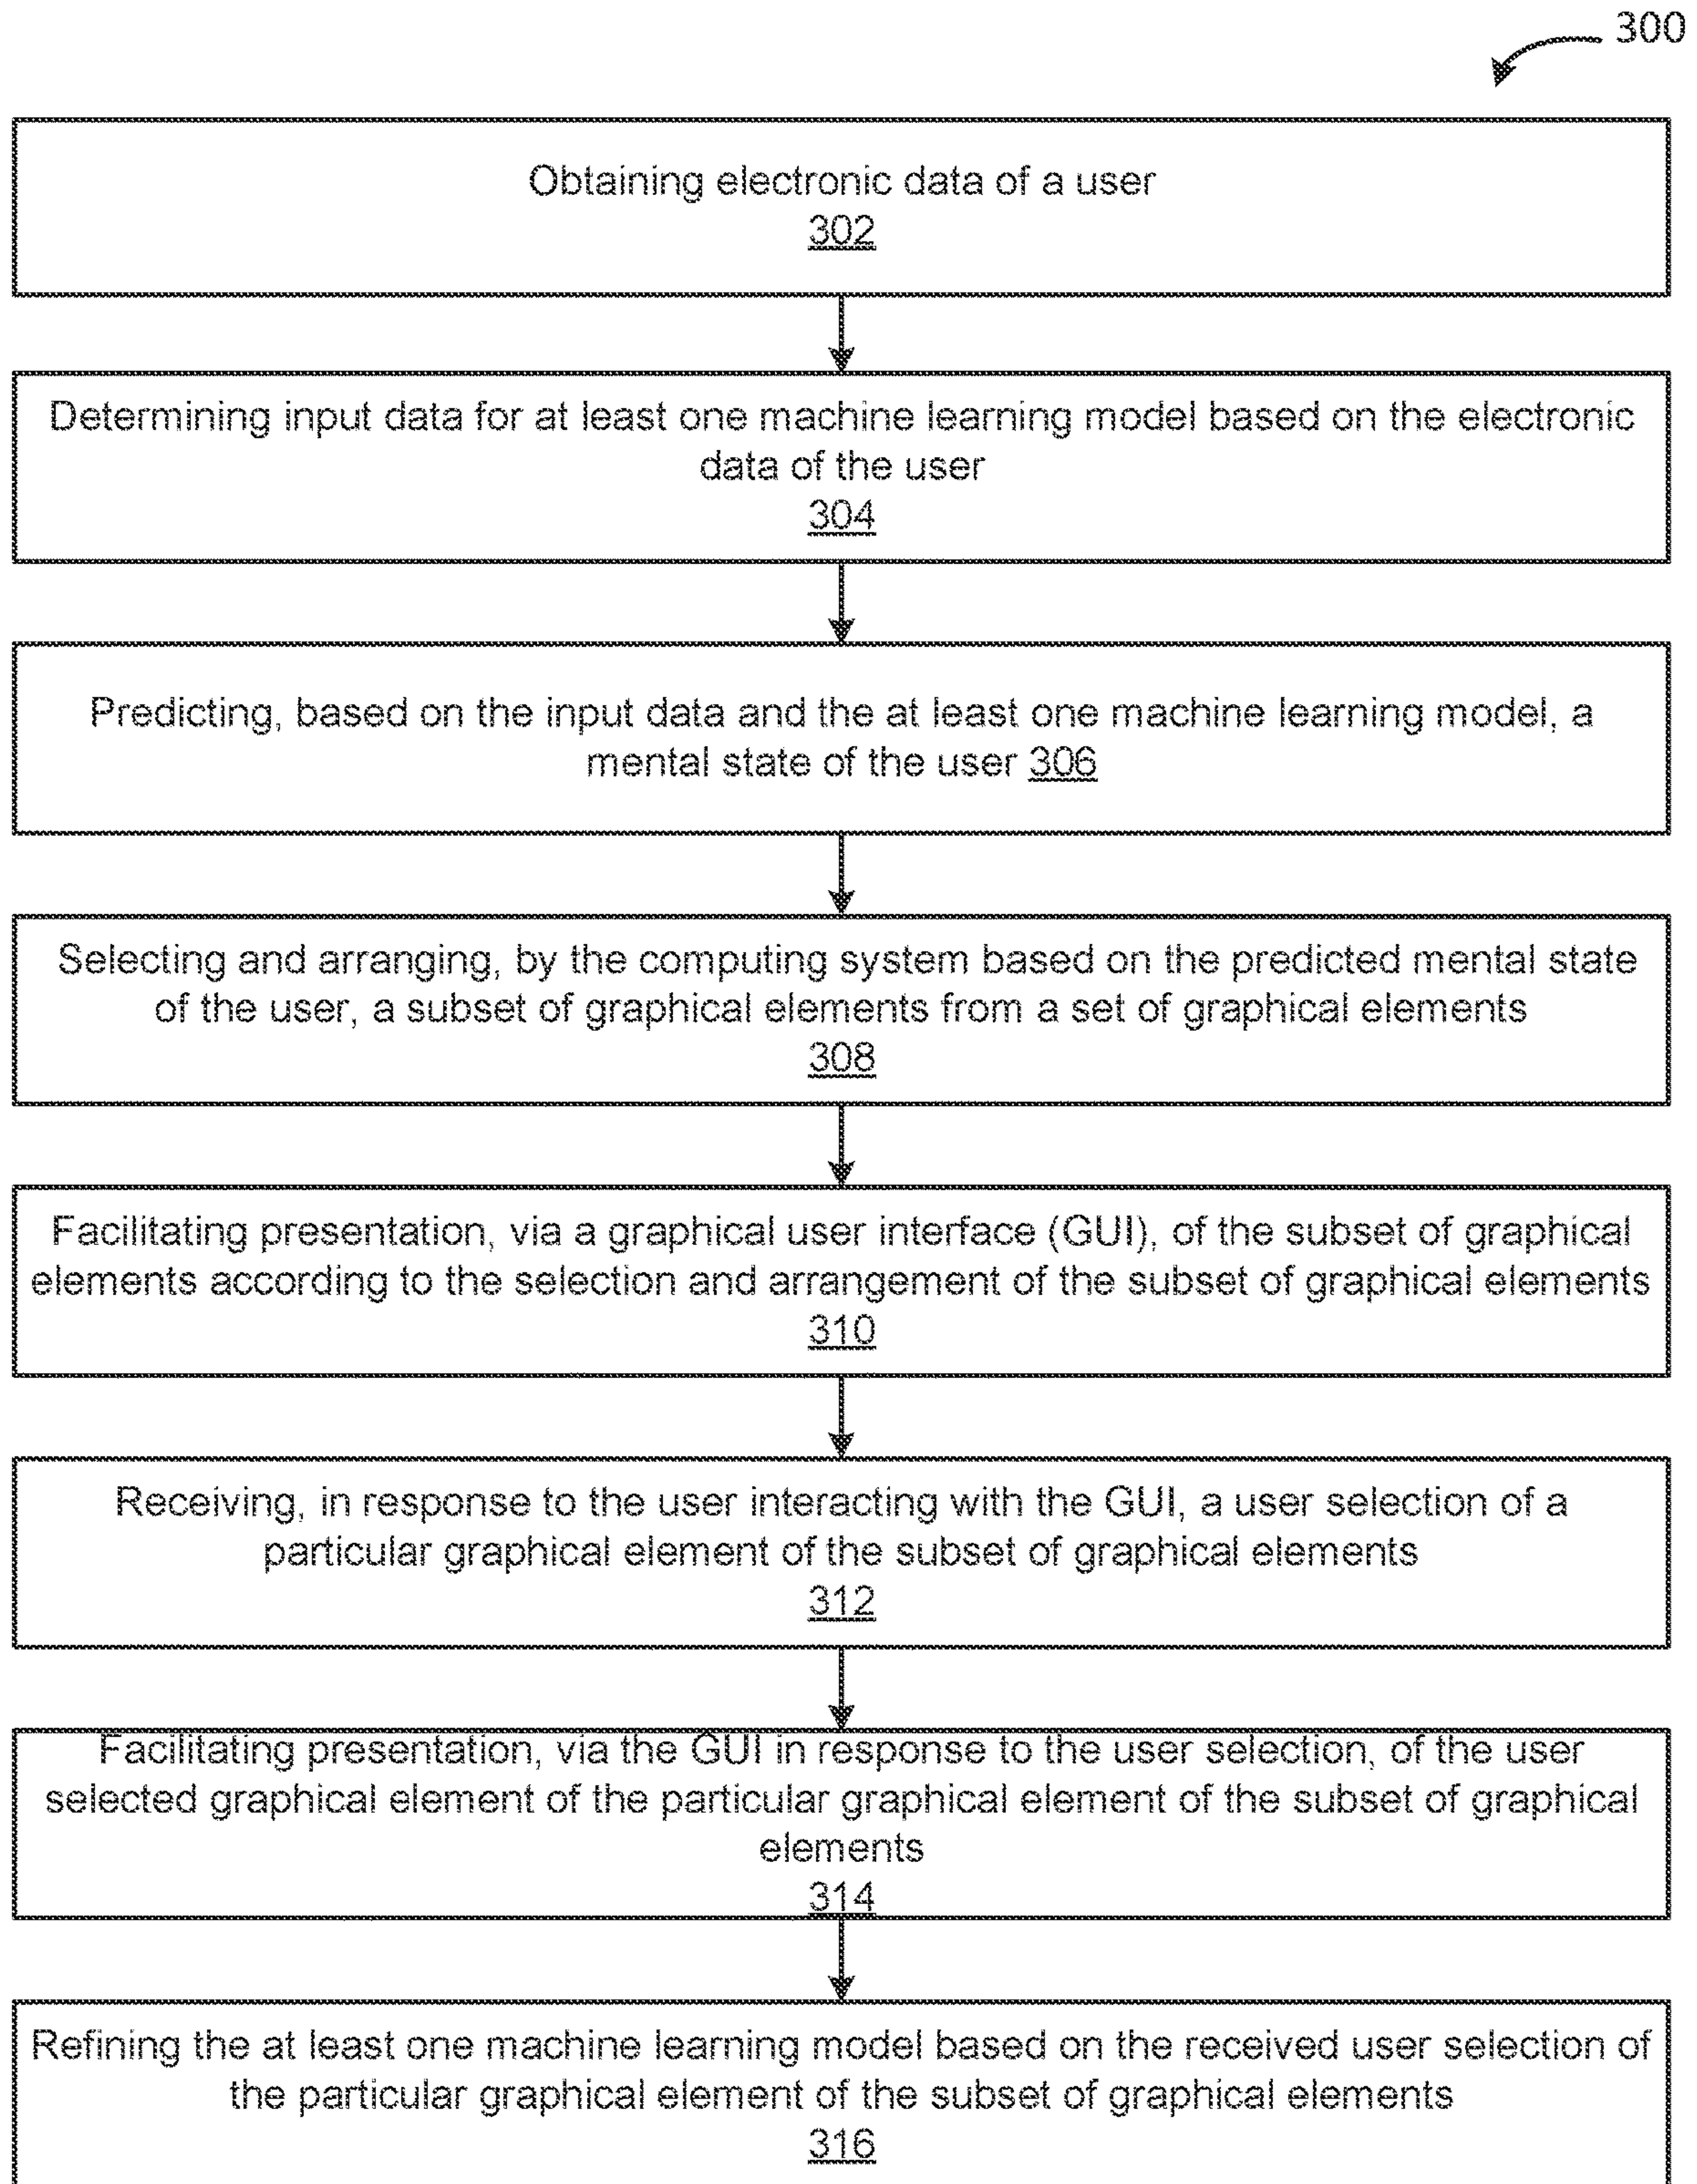 300
Obtaining electronic data of a user
302
Determining input data for at least one machine learning model based on the electronic
data of the user
304
Predicting, based on the input data and the at least one machine learning model, a
mental state of the user 306
Selecting and arranging, by the computing system based on the predicted mental state
of the user, a subset of graphical elements from a set of graphical elements
308
Facilitating presentation, via a graphical user interface (GUI), of the subset of graphical
elements according to the selection and arrangement of the subset of graphical elements
310
Receiving, in response to the user interacting with the GUI, a user selection of a
particular graphical element of the subset of graphical elements
312
Facilitating presentation, via the GUI in response to the user selection, of the user
selected graphical element of the particular graphical element of the subset of graphical
elements
314
Refining the at least one machine learning model based on the received user selection of
the particular graphical element of the subset of graphical elements
316